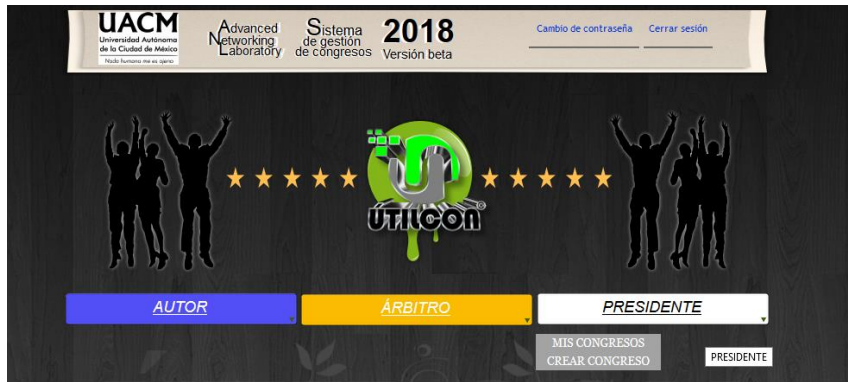 UACM
Universidad Autónoma
de la Ciudad de México
Nada humano me es ajeno
Advanced
Networking
Laboratory
Sistema
de gestión
de congresos
2018
Versión beta
Cambio de contraseña
Cerrar sesión
UTILCON©
AUTOR
ÁRBITRO
PRESIDENTE
MIS CONGRESOS
CREAR CONGRESO
PRESIDENTE